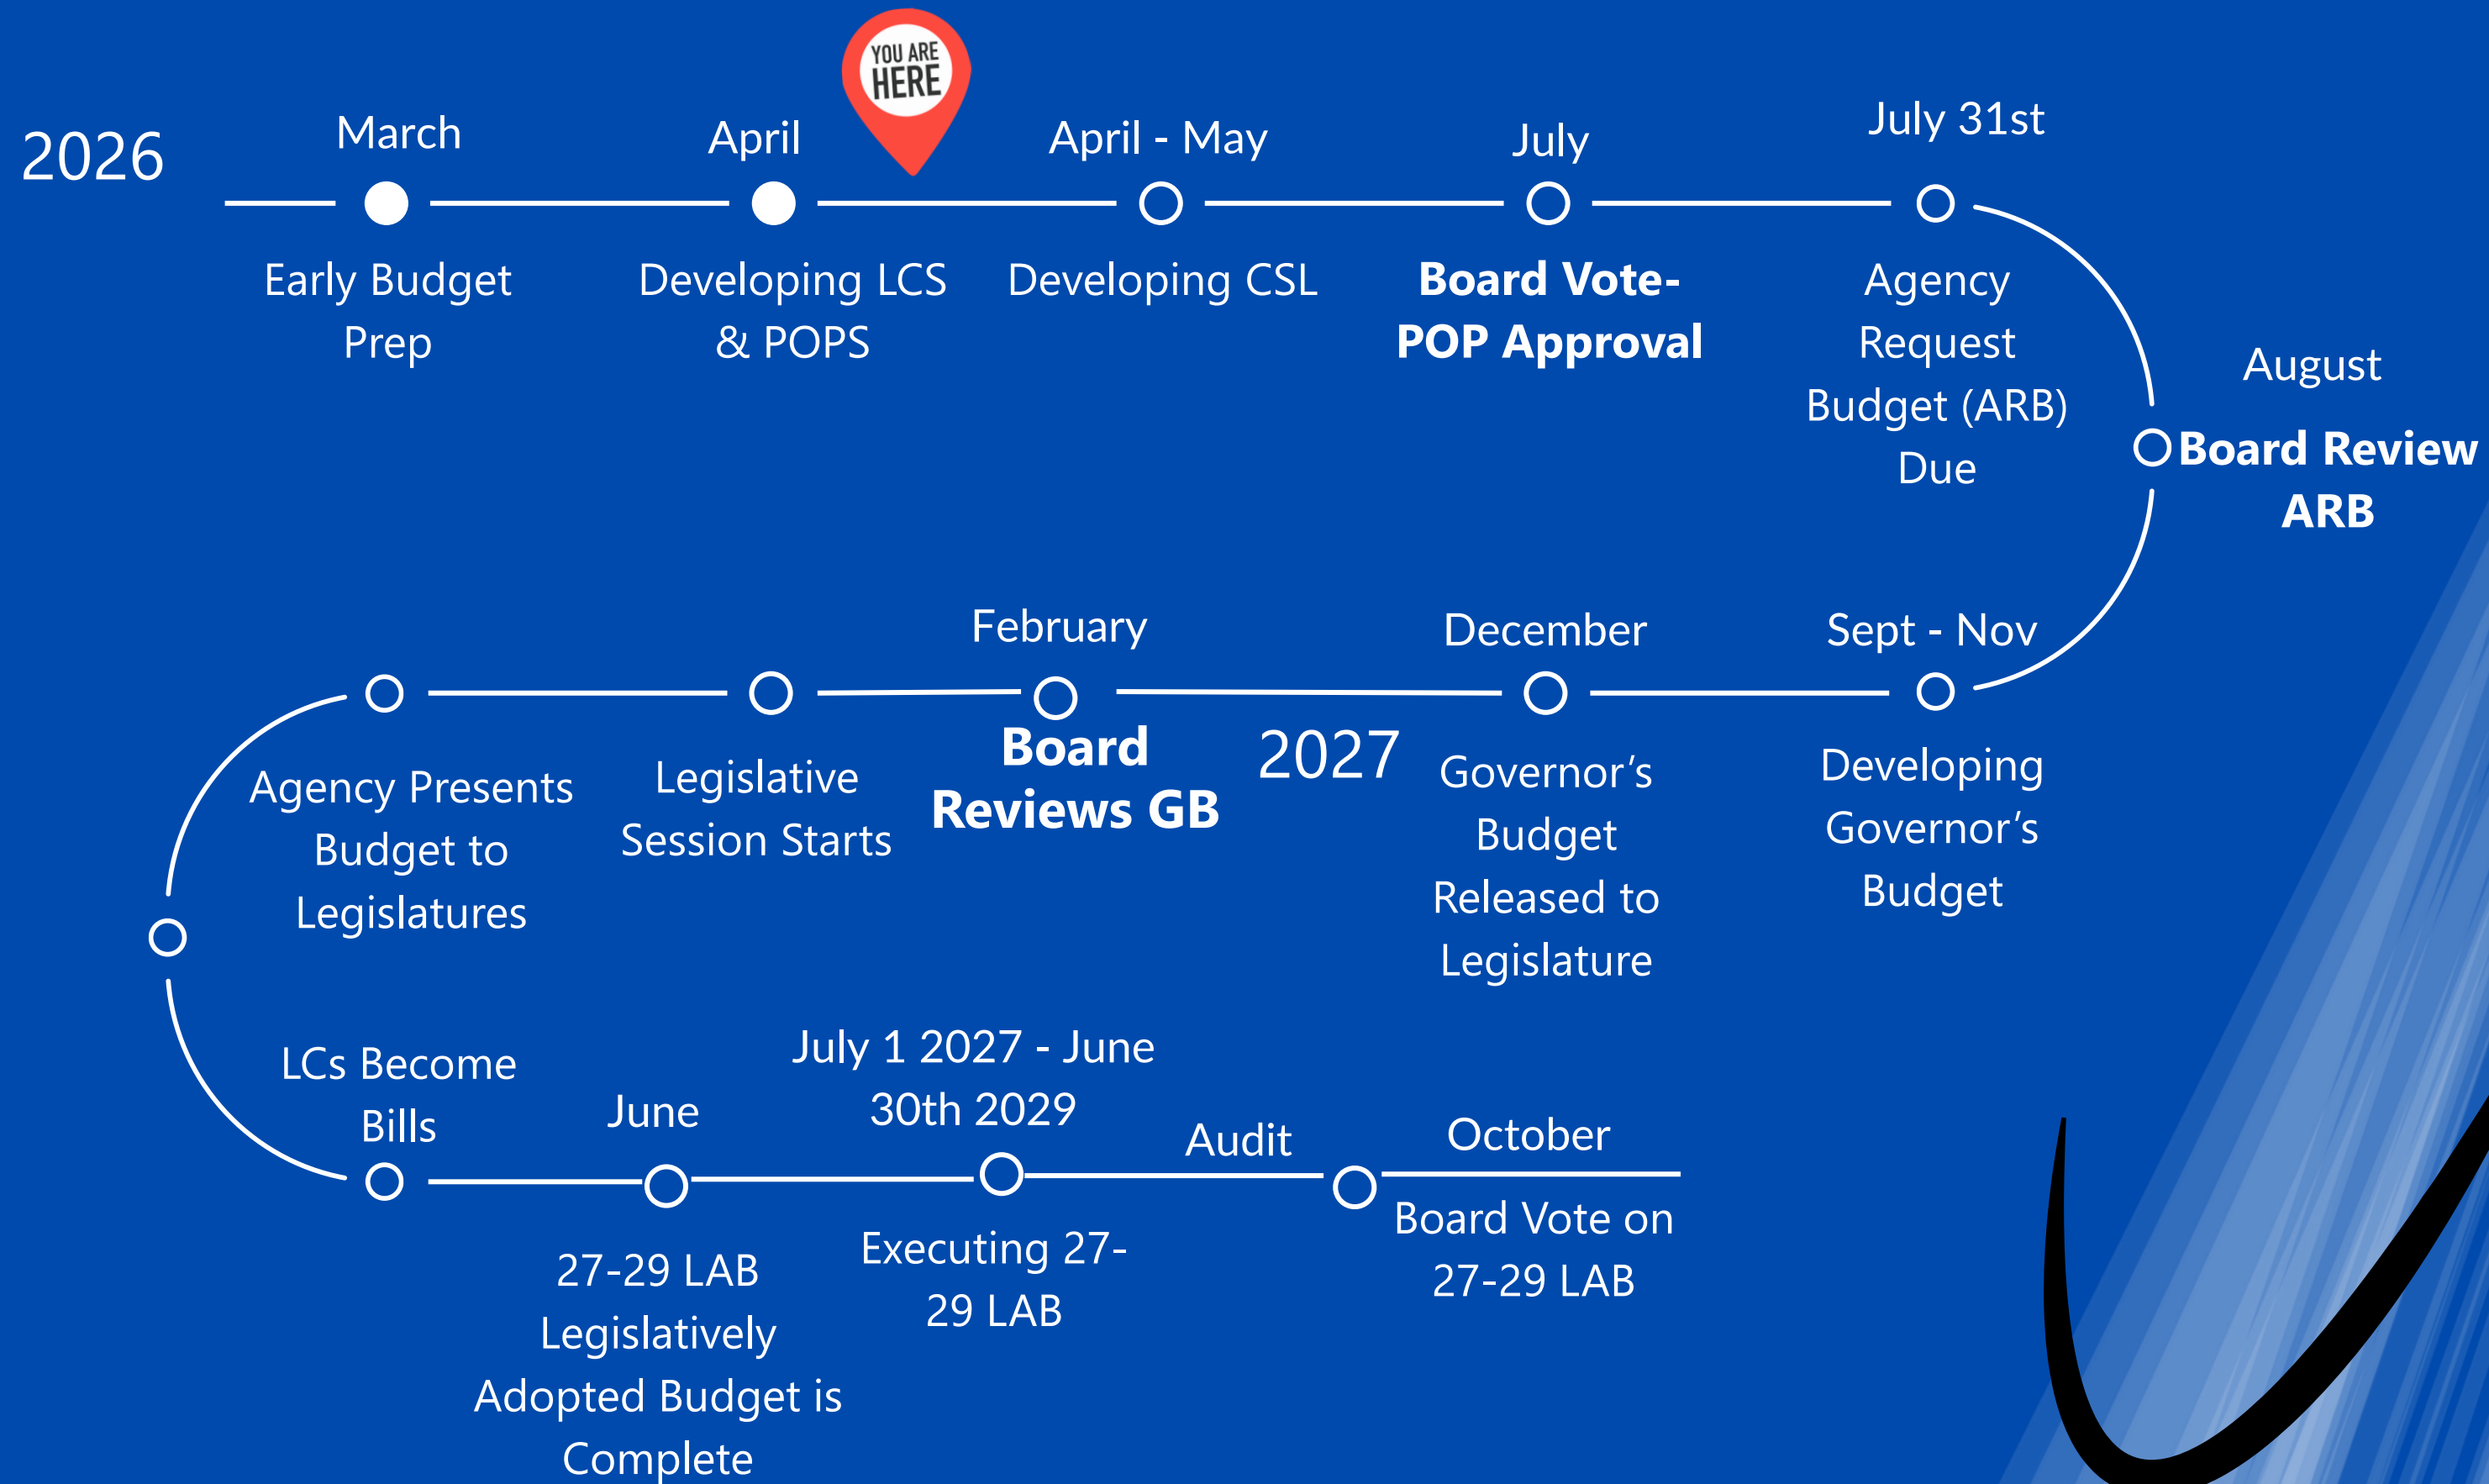 YOU ARE
HERE
2026
March
Early Budget
Prep
April
Developing LCS
& POPS
April - May
Developing CSL
July
Board Vote-
POP Approval
July 31st
Agency
Request
Budget (ARB)
Due
August
Board Review
ARB
Sept - Nov
Developing
Governor’s
Budget
December
Governor’s
Budget
Released to
Legislature
2027
February
Board
Reviews GB
Legislative
Session Starts
Agency Presents
Budget to
Legislatures
LCs Become
Bills
June
27-29 LAB
Legislatively
Adopted Budget is
Complete
July 1 2027 - June
30th 2029
Executing 27-
29 LAB
Audit
October
Board Vote on
27-29 LAB